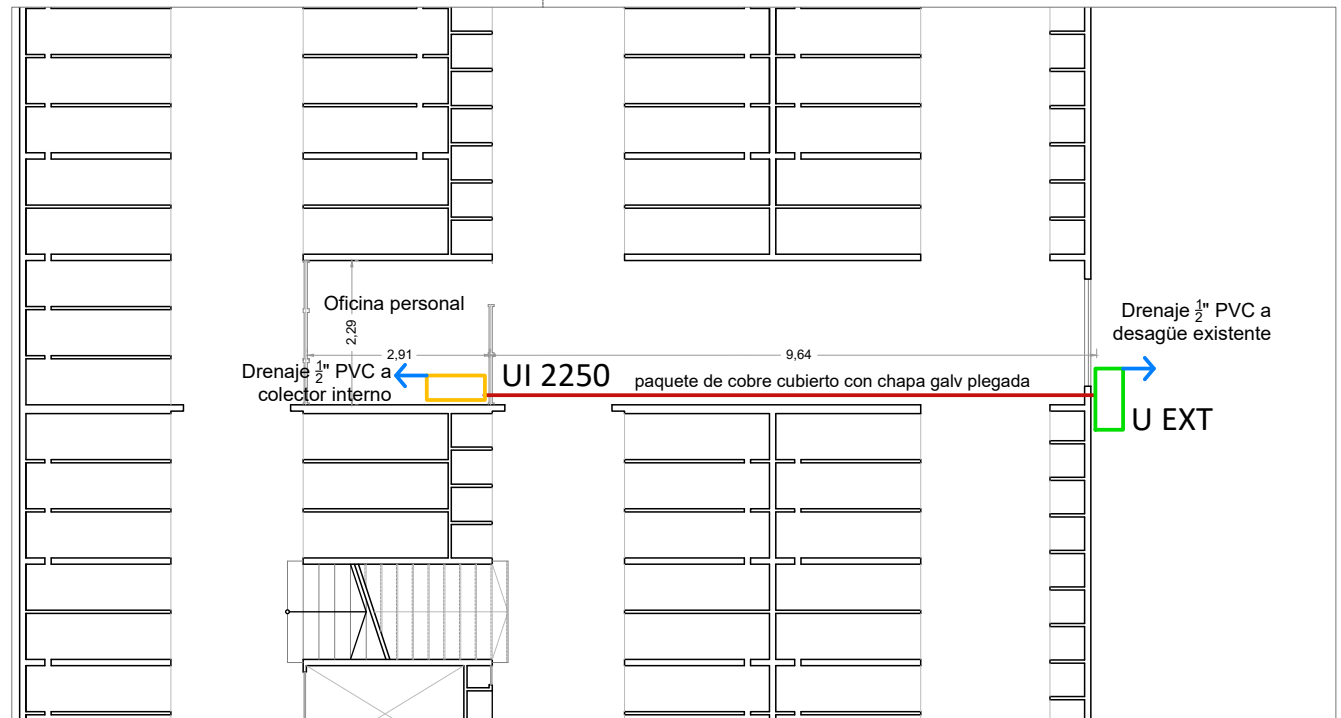 Oficina personal
2,29
2,91
9,64
Drenaje ½" PVC a
desagüe existente
Drenaje ½" PVC a
colector interno
UI 2250
paquete de cobre cubierto con chapa galv plegada
U EXT